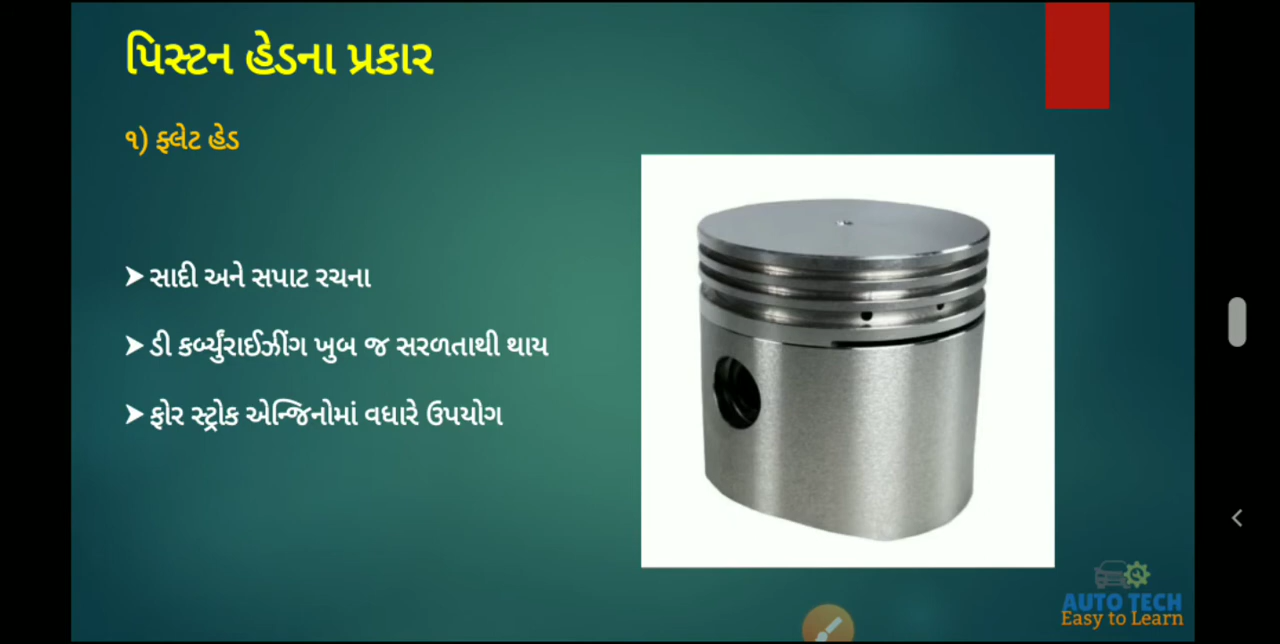 પિસ્ટન હેડના પ્રકાર
૧) ફ્લેટ હેડ
➤ સાદી અને સપાટ રચના
➤ ડી કર્બ્યુંરાઈઝીંગ ખુબ જ સરળતાથી થાય
➤ ફોર સ્ટ્રોક એન્જિનોમાં વધારે ઉપયોગ
AUTO TECH
Easy to Learn